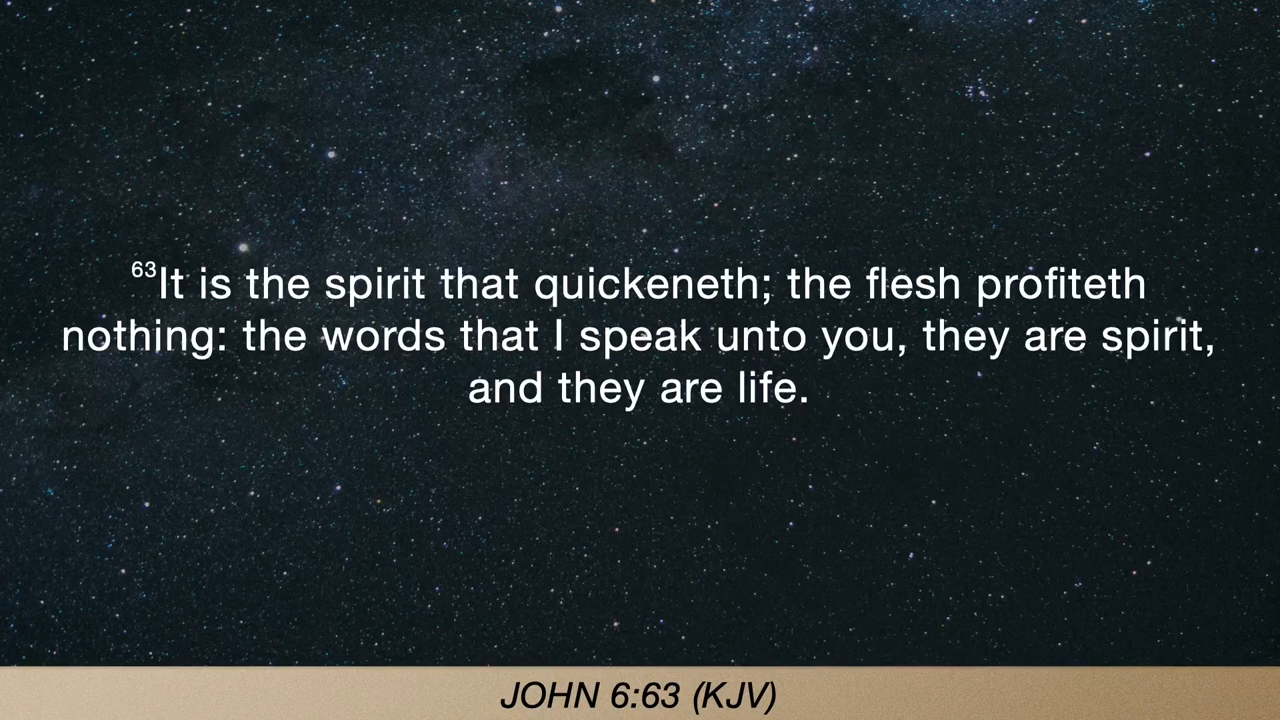 63It is the spirit that quickeneth; the flesh profiteth
nothing: the words that I speak unto you, they are spirit,
and they are life.
JOHN 6:63 (KJV)